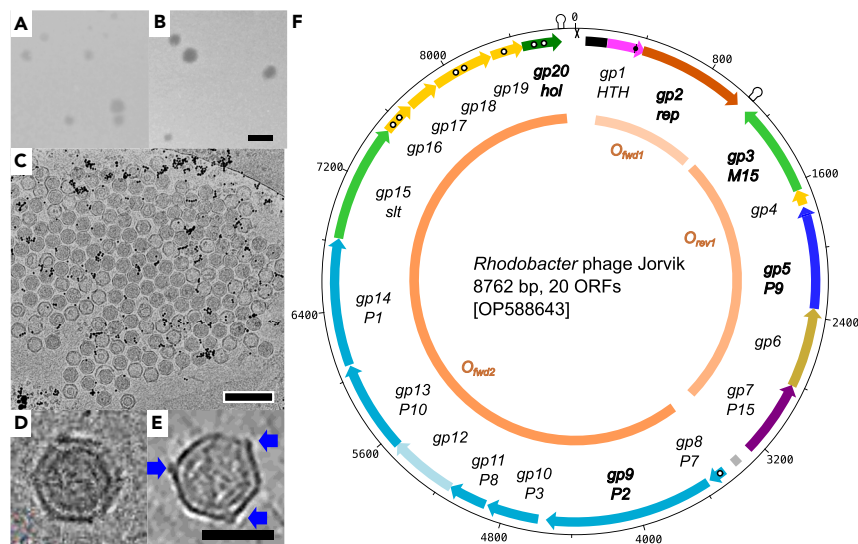 A
B
C
D
E
F
0
800
1600
2400
3200
4000
4800
5600
6400
7200
8000
gp1
HTH
gp2
rep
gp3
M15
gp4
gp5
P9
gp6
gp7
P15
gp8
P7
gp9
P2
gp10
P3
gp11
P8
gp12
gp13
P10
gp14
P1
gp15
slt
gp16
gp17
gp18
gp19
gp20
hol
Ofwd1
Orev1
Ofwd2
Rhodobacter phage Jorvik
8762 bp, 20 ORFs
[OP588643]